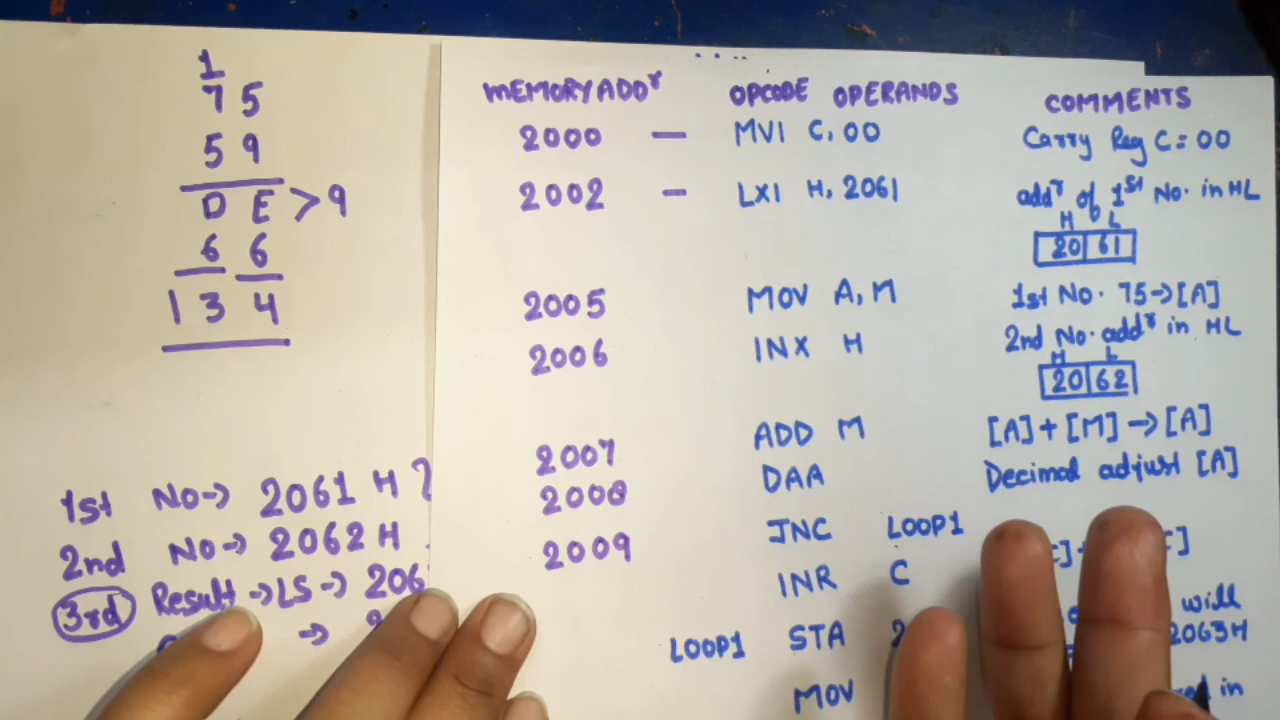 1
7 5
5 9
D E > 9
6 6
1 3 4
1st No→ 2061 H
2nd No→ 2062 H
3rd Result→LS→ 206
→
MEMORY ADDʳ OPCODE OPERANDS COMMENTS
2000 — MVI C, 00 Carry Reg C = 00
2002 — LXI H, 2061 addʳ of 1st No. in HL
H L
20 61
2005 MOV A, M 1st No. 75→[A]
2006 INX H 2nd No. addʳ in HL
H L
20 62
2007 ADD M [A]+[M]→[A]
2008 DAA Decimal adjust [A]
2009 JNC LOOP1
INR C
LOOP1 STA 2 will
2063H
MOV in